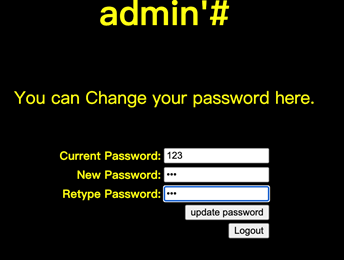 admin'#
You can Change your password here.
Current Password: 123
New Password: •••
Retype Password: •••
update password
Logout